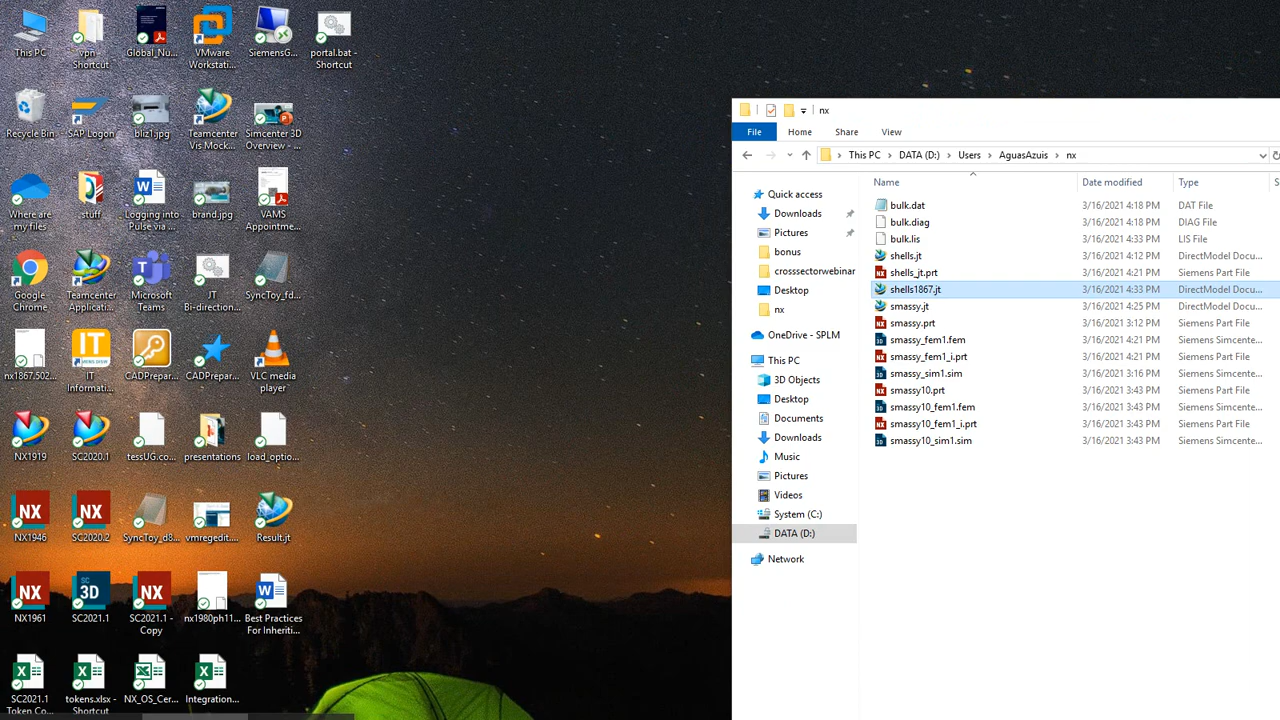 This PC
vpn -
Shortcut
Global_Nu...
VMware
Workstati...
SiemensG...
portal.bat -
Shortcut
Recycle Bin
SAP Logon
bliz1.jpg
Teamcenter
Vis Mock...
Simcenter 3D
Overview - ...
Where are
my files
stuff
Logging into
Pulse via ...
brand.jpg
VAMS
Appointme...
Google
Chrome
Teamcenter
Applicati...
Microsoft
Teams
JT
Bi-direction...
SyncToy_fd...
nx1867.502...
IT
Informati...
CADPrepar...
CADPrepar...
VLC media
player
NX1919
SC2020.1
tessUG.co...
presentations
load_optio...
NX1946
SC2020.2
SyncToy_d8...
vmregedit....
Result.jt
NX1961
SC2021.1
SC2021.1 -
Copy
nx1980ph11...
Best Practices
For Inheriti...
SC2021.1
Token Co...
tokens.xlsx -
Shortcut
NX_OS_Cer...
Integration...
nx
File Home Share View
This PC > DATA (D:) > Users > AguasAzuis > nx
Name Date modified Type
Quick access
Downloads
Pictures
bonus
crosssectorwebinar
Desktop
nx
OneDrive - SPLM
This PC
3D Objects
Desktop
Documents
Downloads
Music
Pictures
Videos
System (C:)
DATA (D:)
Network
bulk.dat 3/16/2021 4:18 PM DAT File
bulk.diag 3/16/2021 4:18 PM DIAG File
bulk.lis 3/16/2021 4:33 PM LIS File
shells.jt 3/16/2021 4:12 PM DirectModel Docu...
shells_jt.prt 3/16/2021 4:21 PM Siemens Part File
shells1867.jt 3/16/2021 4:33 PM DirectModel Docu...
smassy.jt 3/16/2021 4:25 PM DirectModel Docu...
smassy.prt 3/16/2021 3:12 PM Siemens Part File
smassy_fem1.fem 3/16/2021 4:21 PM Siemens Simcente...
smassy_fem1_i.prt 3/16/2021 4:21 PM Siemens Part File
smassy_sim1.sim 3/16/2021 3:16 PM Siemens Simcente...
smassy10.prt 3/16/2021 3:43 PM Siemens Part File
smassy10_fem1.fem 3/16/2021 3:43 PM Siemens Simcente...
smassy10_fem1_i.prt 3/16/2021 3:43 PM Siemens Part File
smassy10_sim1.sim 3/16/2021 3:43 PM Siemens Simcente...